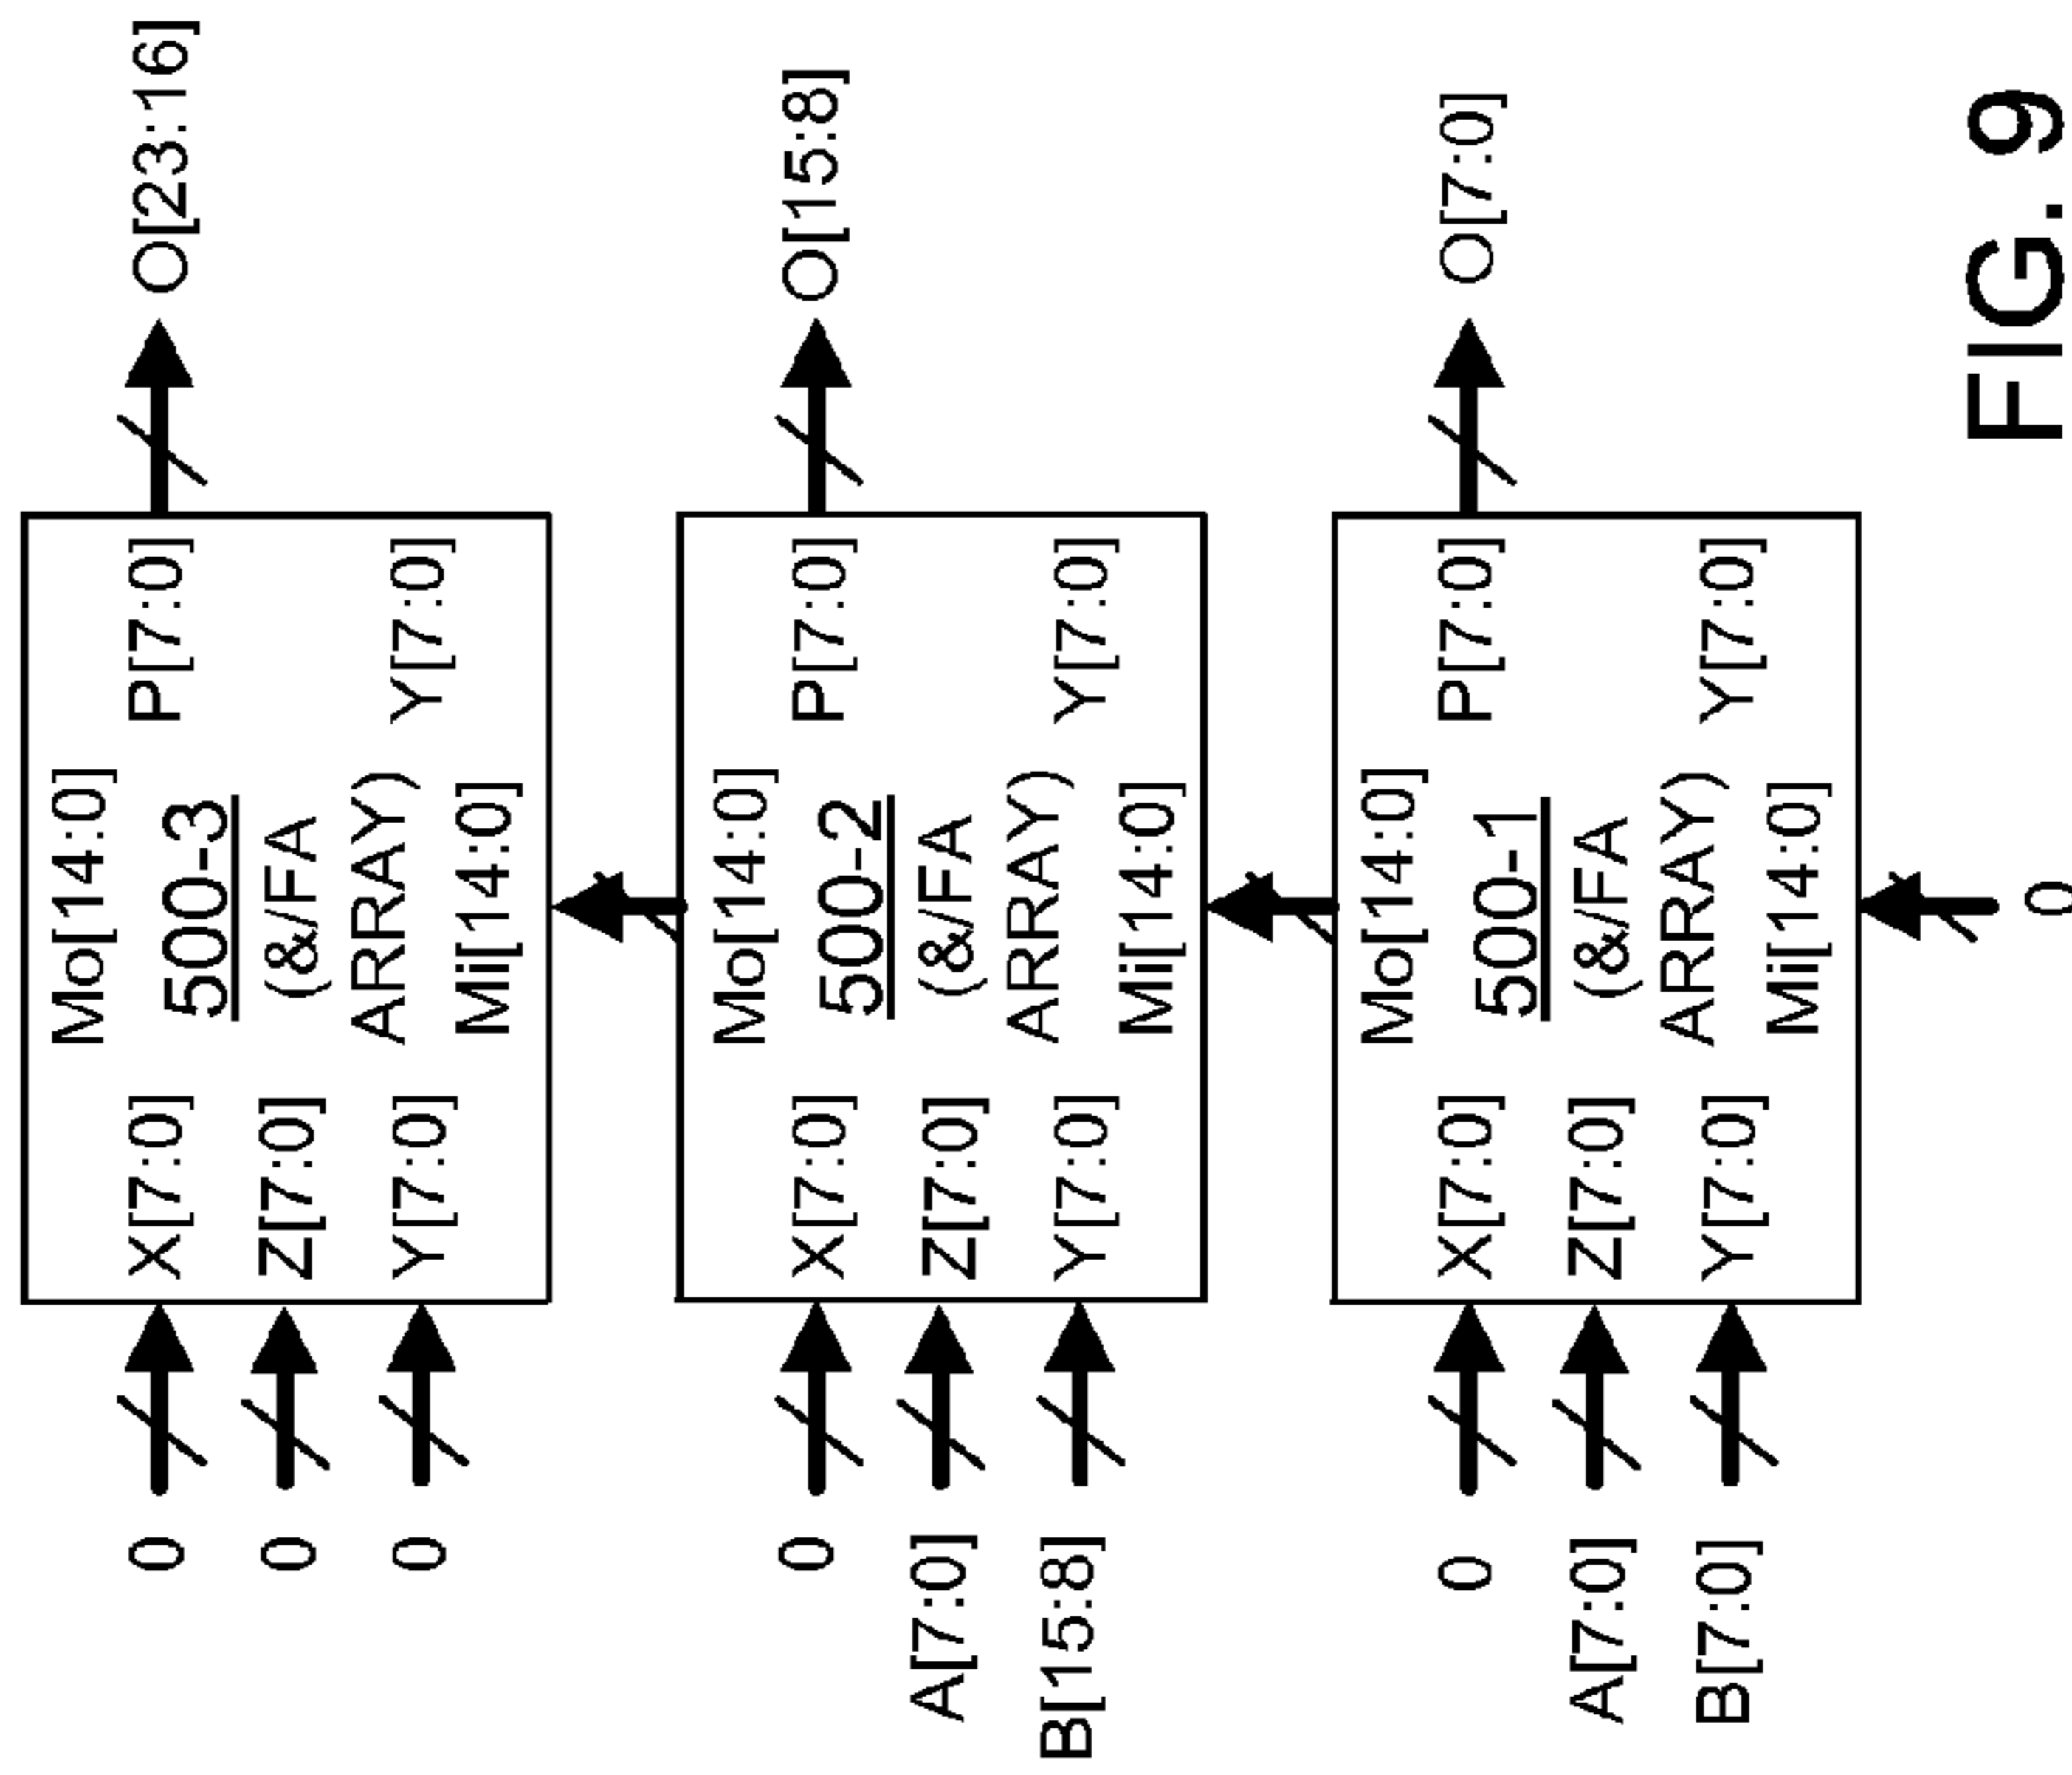 Mo[14:0]
X[7:0] 500-3 P[7:0]
Z[7:0] (&/FA
Y[7:0] ARRAY) Y[7:0]
Mi[14:0]
0
0
0
O[23:16]
Mo[14:0]
X[7:0] 500-2 P[7:0]
Z[7:0] (&/FA
Y[7:0] ARRAY) Y[7:0]
Mi[14:0]
0
A[7:0]
B[15:8]
O[15:8]
Mo[14:0]
X[7:0] 500-1 P[7:0]
Z[7:0] (&/FA
Y[7:0] ARRAY) Y[7:0]
Mi[14:0]
0
A[7:0]
B[7:0]
O[7:0]
0
FIG. 9